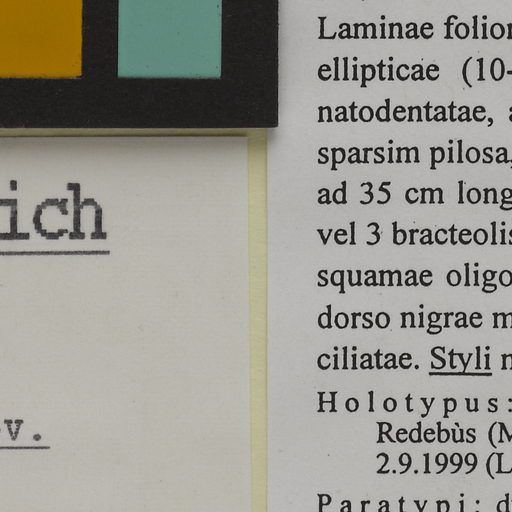 ich
v.
Laminae
ellipticae (10-
natodentatae,
sparsim pilosa,
ad 35 cm long
vel 3 bracteolis
squamae oligo
dorso nigrae m
ciliatae. Styli
Holotypus:
Redebùs (M
2.9.1999 (L
Paratypi: d